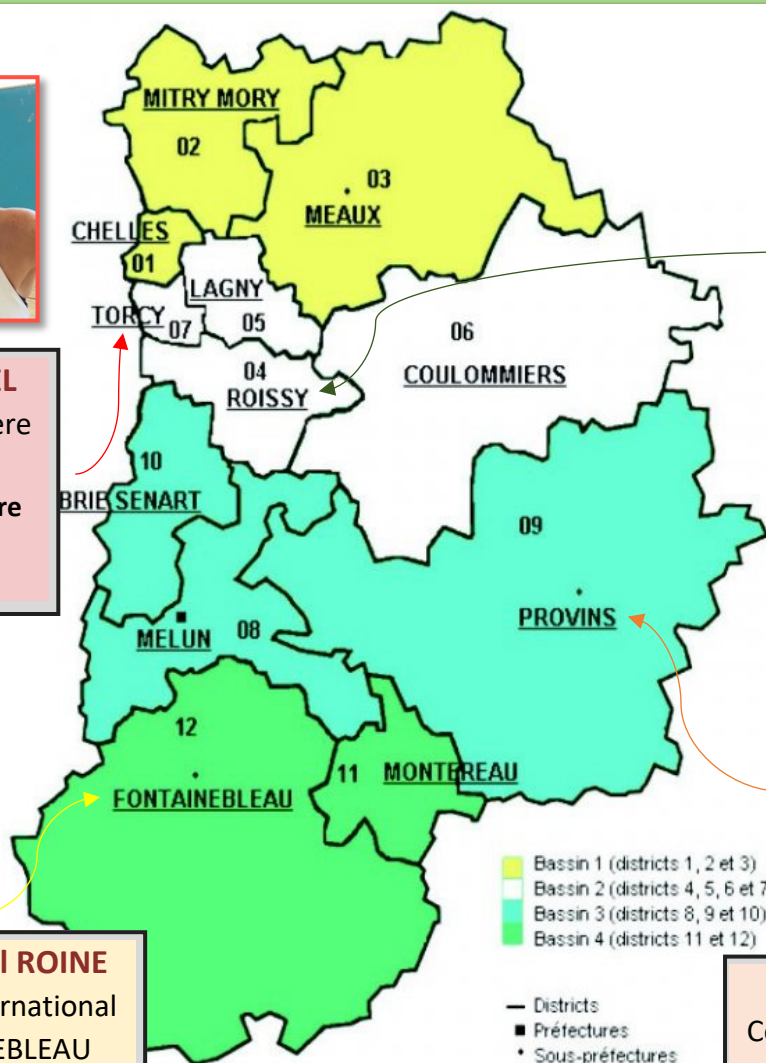 MITRY MORY
02
03
MEAUX
CHELLES
01
LAGNY
TORCY
07
05
06
04
COULOMMIERS
ROISSY
EL
ère
re
10
BRIE SENART
09
PROVINS
MELUN
08
12
11
MONTEREAU
FONTAINEBLEAU
Bassin 1 (districts 1, 2 et 3)
Bassin 2 (districts 4, 5, 6 et 7
Bassin 3 (districts 8, 9 et 10)
Bassin 4 (districts 11 et 12)
l ROINE
rnational
EBLEAU
Districts
Préfectures
Sous-préfectures
Co